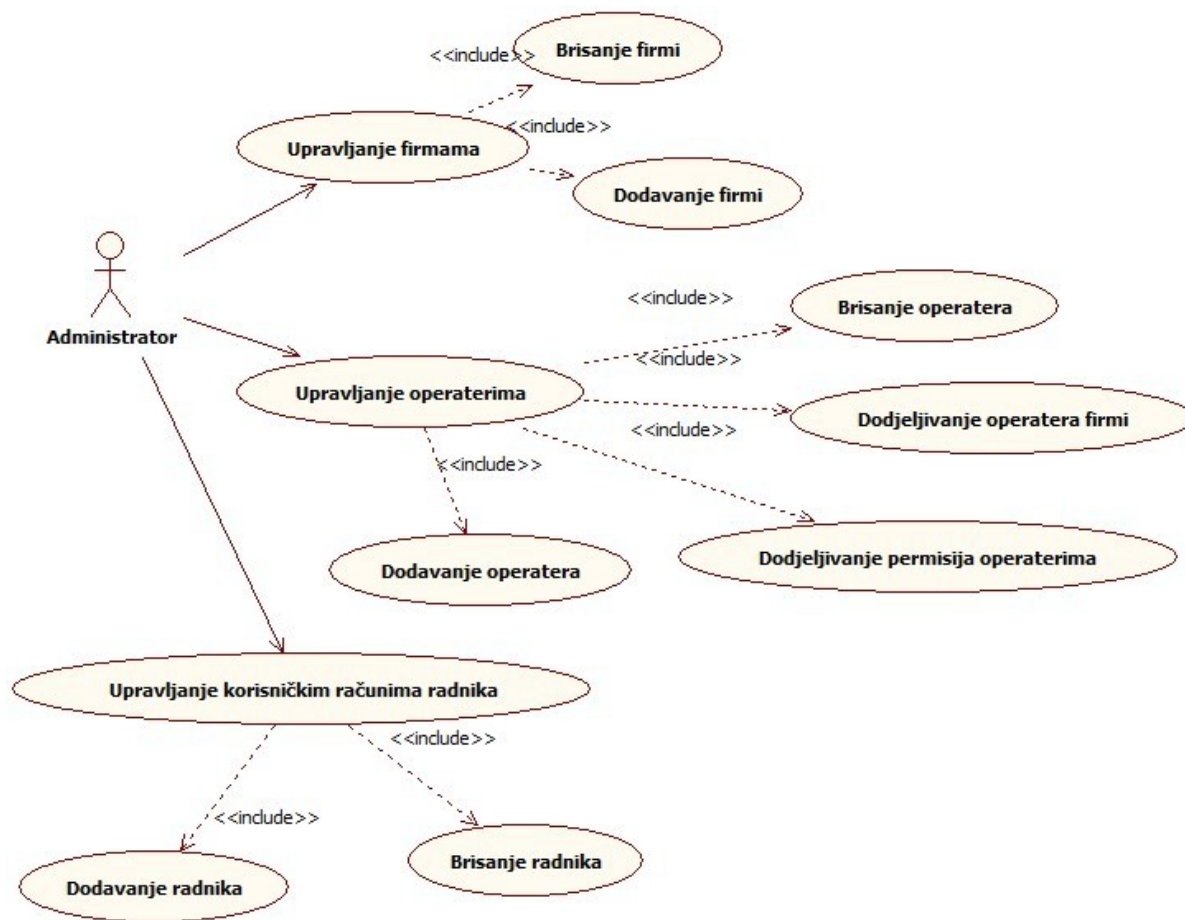 Brisanje firmi
<<include>>
<<include>>
Upravljanje firmama
Dodavanje firmi
Administrator
<<include>>
Brisanje operatera
<<include>>
Upravljanje operaterima
Dodjeljivanje operatera firmi
<<include>>
<<include>>
Dodavanje operatera
Dodjeljivanje permisija operaterima
Upravljanje korisničkim računima radnika
<<include>>
<<include>>
Brisanje radnika
Dodavanje radnika